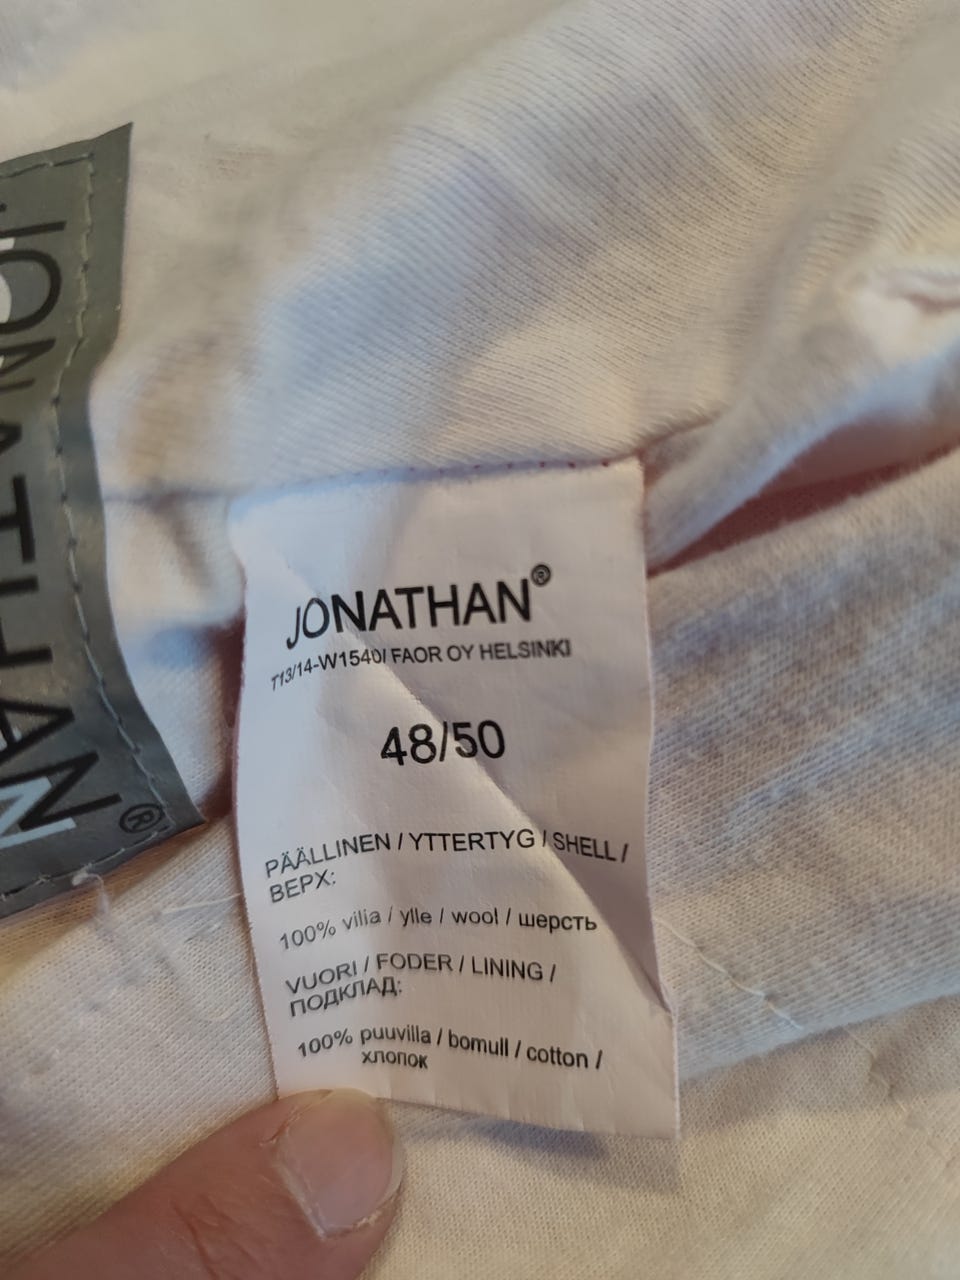 JONATHAN®
JONATHAN®
T13/14-W1540/ FAOR OY HELSINKI
48/50
PÄÄLLINEN / YTTERTYG / SHELL /
ВЕРХ:
100% villa / ylle / wool / шерсть
VUORI / FODER / LINING /
ПОДКЛАД:
100% puuvilla / bomull / cotton /
хлопок